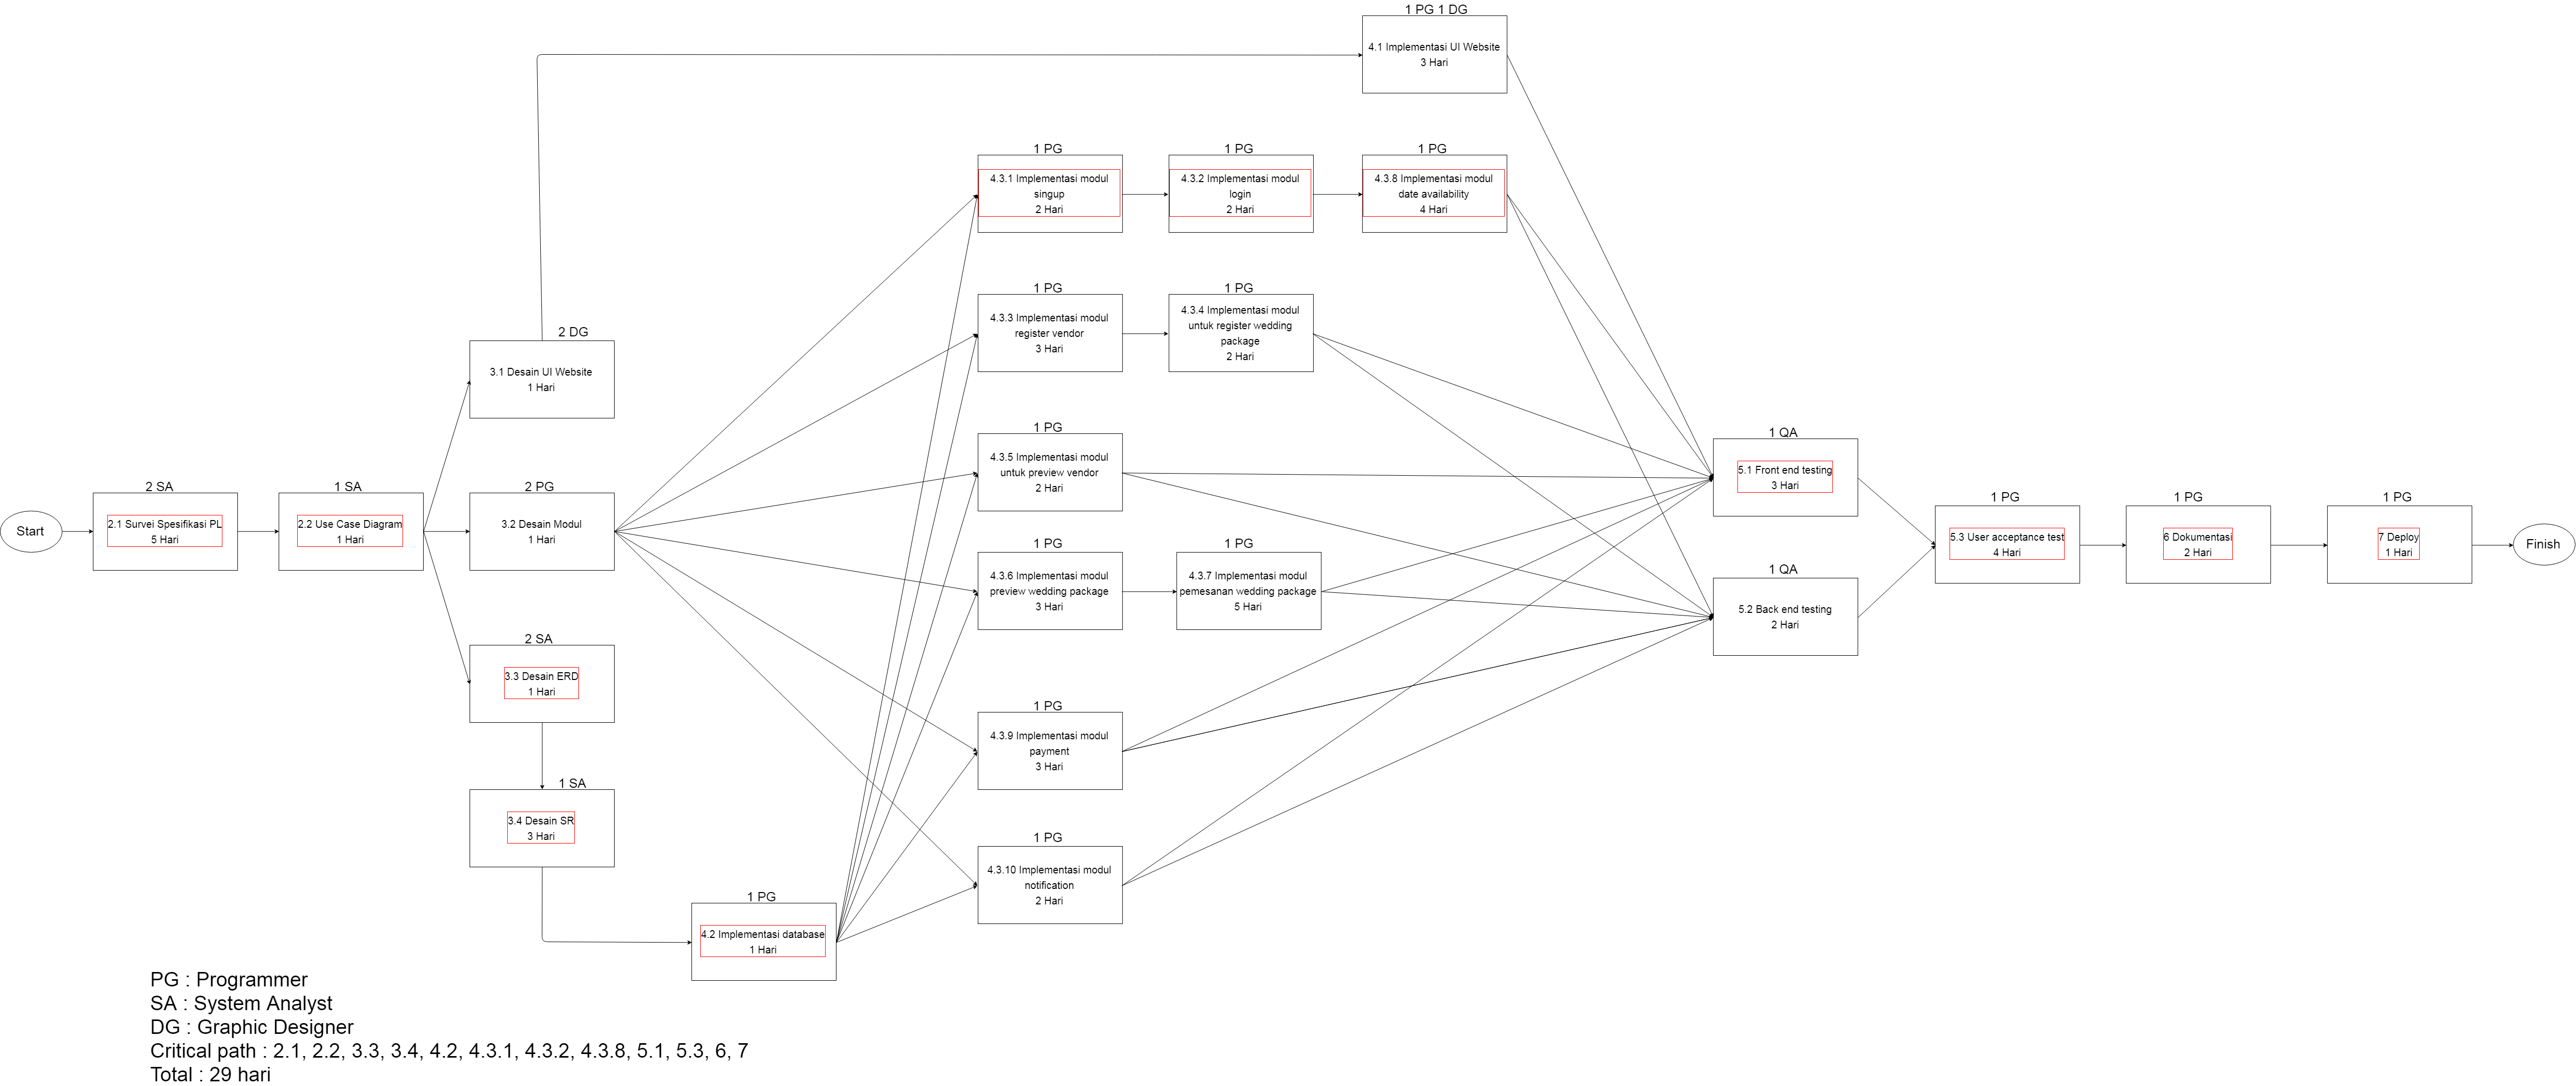 1 PG 1 DG
4.1 Implementasi UI Website
3 Hari
1 PG
4.3.1 Implementasi modul
singup
2 Hari
1 PG
4.3.2 Implementasi modul
login
2 Hari
1 PG
4.3.8 Implementasi modul
date availability
4 Hari
1 PG
4.3.3 Implementasi modul
register vendor
3 Hari
1 PG
4.3.4 Implementasi modul
untuk register wedding
package
2 Hari
2 DG
3.1 Desain UI Website
1 Hari
1 PG
4.3.5 Implementasi modul
untuk preview vendor
2 Hari
1 QA
5.1 Front end testing
3 Hari
Start
2 SA
2.1 Survei Spesifikasi PL
5 Hari
1 SA
2.2 Use Case Diagram
1 Hari
2 PG
3.2 Desain Modul
1 Hari
1 PG
4.3.6 Implementasi modul
preview wedding package
3 Hari
1 PG
4.3.7 Implementasi modul
pemesanan wedding package
5 Hari
1 QA
5.2 Back end testing
2 Hari
1 PG
5.3 User acceptance test
4 Hari
1 PG
6 Dokumentasi
2 Hari
1 PG
7 Deploy
1 Hari
Finish
2 SA
3.3 Desain ERD
1 Hari
1 PG
4.3.9 Implementasi modul
payment
3 Hari
1 SA
3.4 Desain SR
3 Hari
1 PG
4.3.10 Implementasi modul
notification
2 Hari
1 PG
4.2 Implementasi database
1 Hari
PG : Programmer
SA : System Analyst
DG : Graphic Designer
Critical path : 2.1, 2.2, 3.3, 3.4, 4.2, 4.3.1, 4.3.2, 4.3.8, 5.1, 5.3, 6, 7
Total : 29 hari